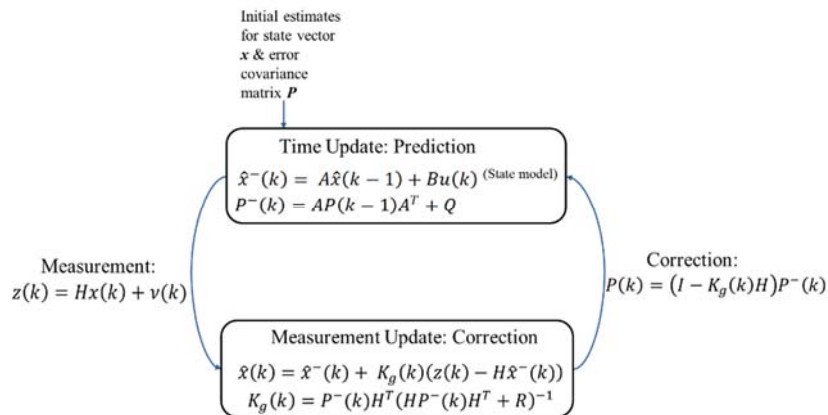 Initial estimates
for state vector
x & error
covariance
matrix P
Time Update: Prediction
x̂⁻(k) = Ax̂(k − 1) + Bu(k) (State model)
P⁻(k) = AP(k − 1)Aᵀ + Q
Measurement:
z(k) = Hx(k) + v(k)
Correction:
P(k) = (I − K_g(k)H)P⁻(k)
Measurement Update: Correction
x̂(k) = x̂⁻(k) + K_g(k)(z(k) − Hx̂⁻(k))
K_g(k) = P⁻(k)Hᵀ(HP⁻(k)Hᵀ + R)⁻¹